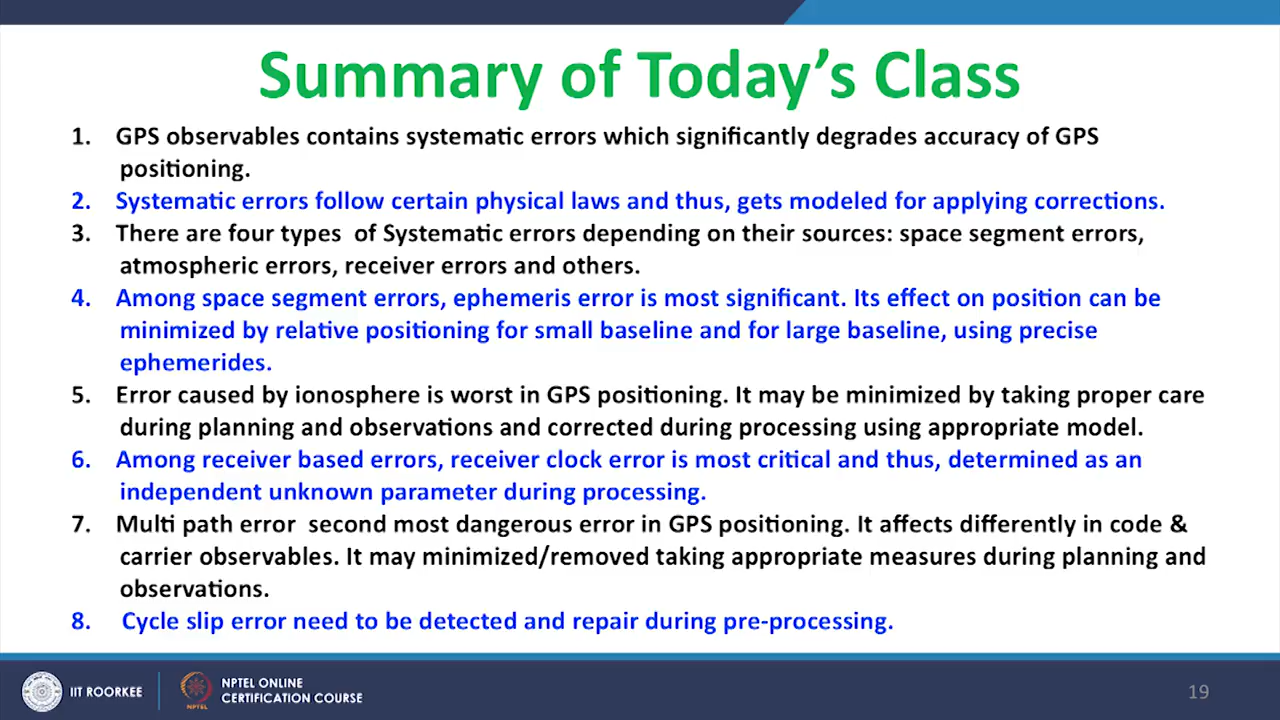 Summary of Today's Class
1. GPS observables contains systematic errors which significantly degrades accuracy of GPS
positioning.
2. Systematic errors follow certain physical laws and thus, gets modeled for applying corrections.
3. There are four types of Systematic errors depending on their sources: space segment errors,
atmospheric errors, receiver errors and others.
4. Among space segment errors, ephemeris error is most significant. Its effect on position can be
minimized by relative positioning for small baseline and for large baseline, using precise
ephemerides.
5. Error caused by ionosphere is worst in GPS positioning. It may be minimized by taking proper care
during planning and observations and corrected during processing using appropriate model.
6. Among receiver based errors, receiver clock error is most critical and thus, determined as an
independent unknown parameter during processing.
7. Multi path error second most dangerous error in GPS positioning. It affects differently in code &
carrier observables. It may minimized/removed taking appropriate measures during planning and
observations.
8. Cycle slip error need to be detected and repair during pre-processing.
IIT ROORKEE
NPTEL ONLINE
CERTIFICATION COURSE
NPTEL
19